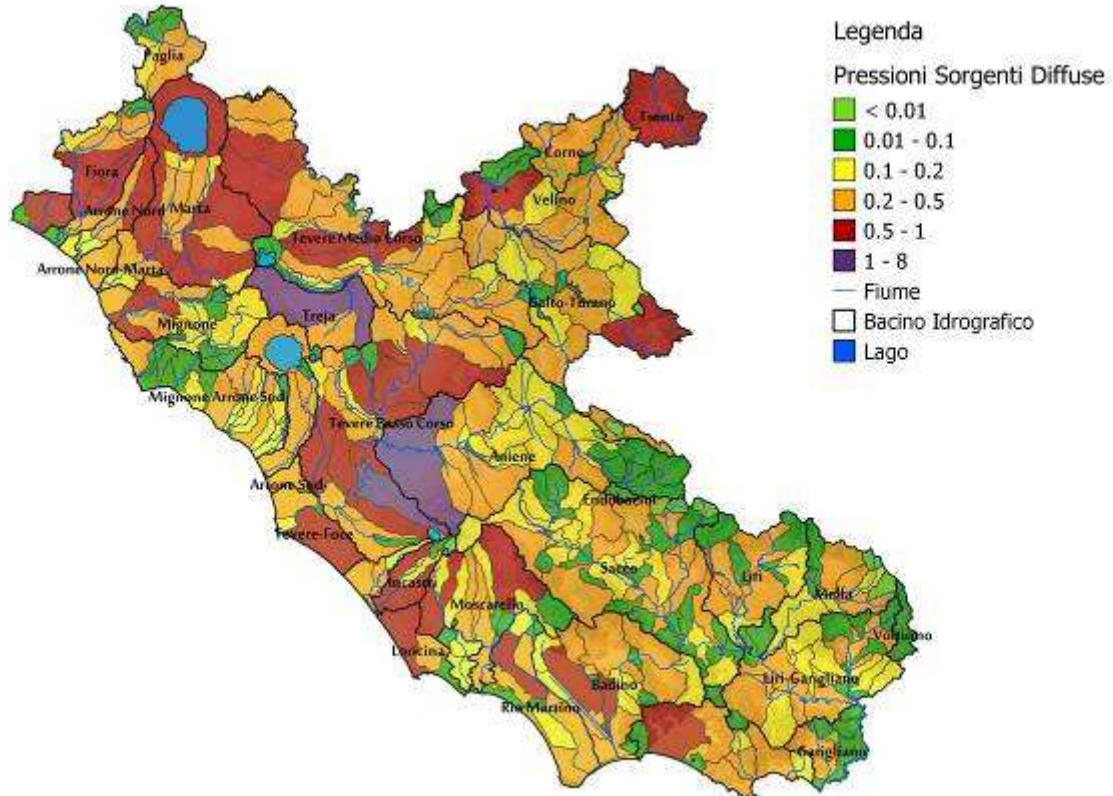 Legenda
Pressioni Sorgenti Diffuse
< 0.01
0.01 - 0.1
0.1 - 0.2
0.2 - 0.5
0.5 - 1
1 - 8
Fiume
Bacino Idrografico
Lago
Paglia
Tronto
Corno
Fiora
Velino
Arrone Nord
Marta
Tevere Medio Corso
Arrone Nord-Marta
Salto-Turano
Treja
Mignone
Mignone Arrone Sud
Tevere Basso Corso
Aniene
Arrone Sud
Endobacini
Tevere-Foce
Sacco
Liri
Incastri
Melfa
Moscarello
Volturno
Loricina
Liri-Garigliano
Badino
Rio Martino
Garigliano